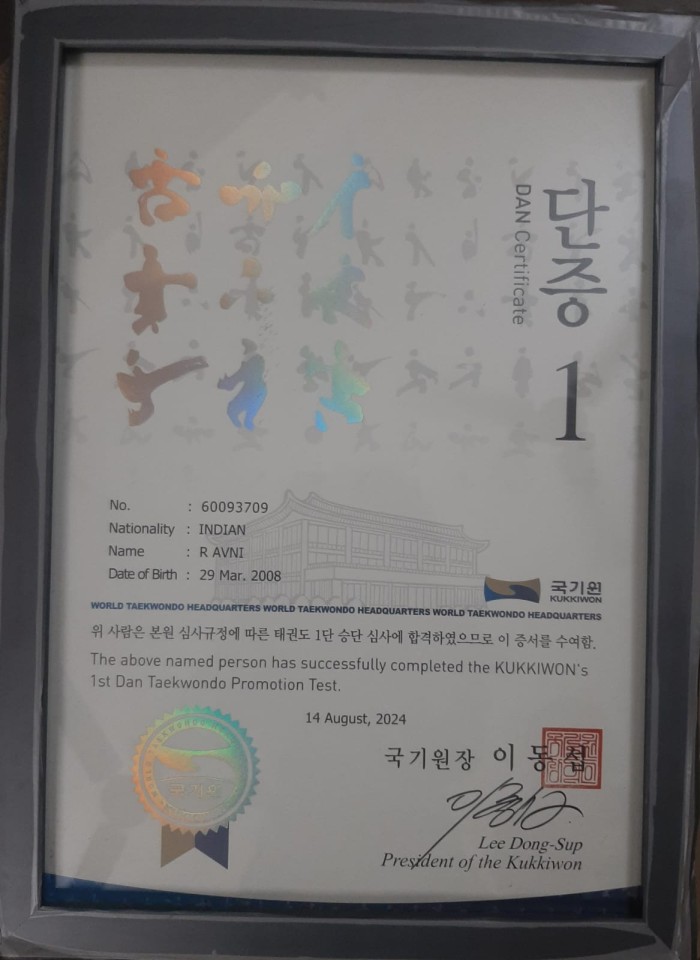 단증 1
DAN Certificate
No. : 60093709
Nationality : INDIAN
Name : R AVNI
Date of Birth : 29 Mar. 2008
국기원
KUKKIWON
WORLD TAEKWONDO HEADQUARTERS WORLD TAEKWONDO HEADQUARTERS WORLD TAEKWONDO HEADQUARTERS
위 사람은 본원 심사규정에 따른 태권도 1단 승단 심사에 합격하였으므로 이 증서를 수여함.
The above named person has successfully completed the KUKKIWON's
1st Dan Taekwondo Promotion Test.
14 August, 2024
국기원장 이동섭
Lee Dong-Sup
President of the Kukkiwon
국기원